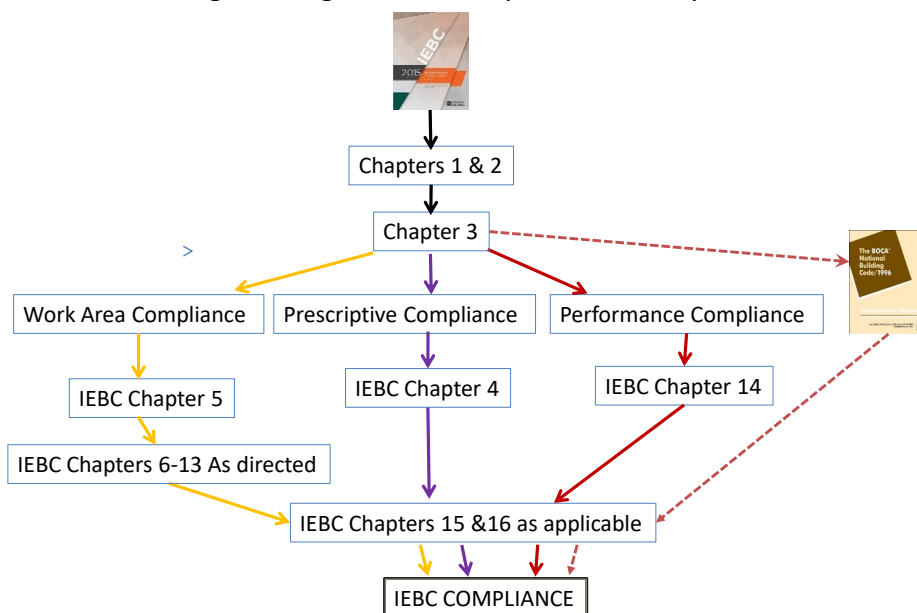 IEBC
2015
Chapters 1 & 2
Chapter 3
>
The BOCA
National
Building
Code/1996
Work Area Compliance
Prescriptive Compliance
Performance Compliance
IEBC Chapter 5
IEBC Chapter 4
IEBC Chapter 14
IEBC Chapters 6-13 As directed
IEBC Chapters 15 &16 as applicable
IEBC COMPLIANCE